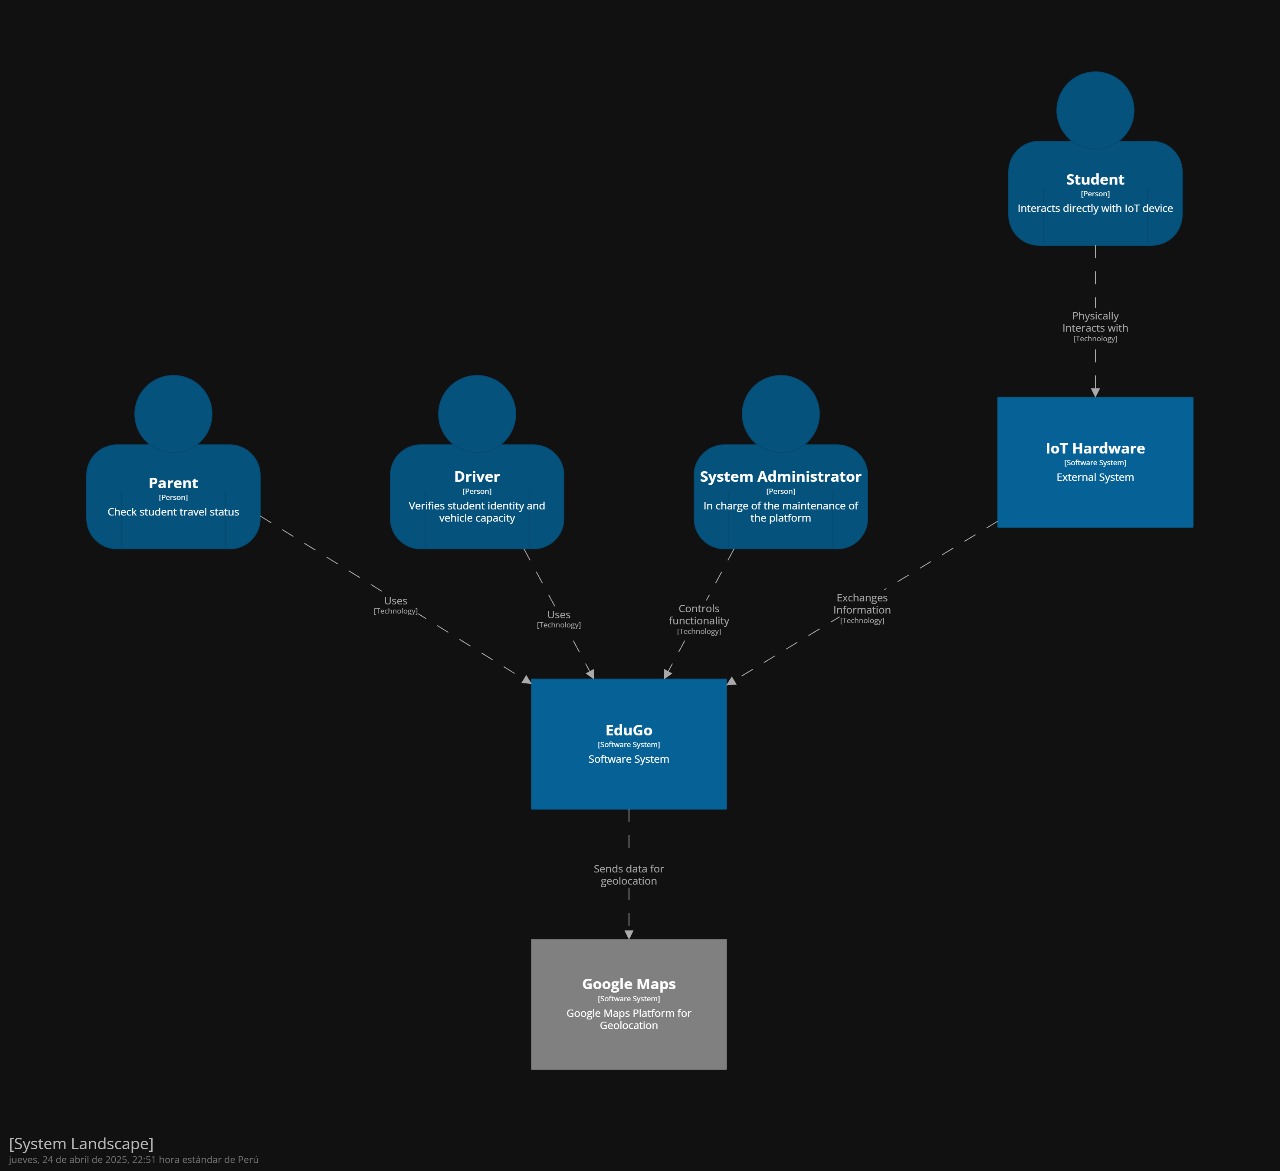 Student
[Person]
Interacts directly with IoT device
Physically
Interacts with
[Technology]
Parent
[Person]
Check student travel status
Driver
[Person]
Verifies student identity and
vehicle capacity
System Administrator
[Person]
In charge of the maintenance of
the platform
IoT Hardware
[Software System]
External System
Uses
[Technology]
Uses
[Technology]
Controls
functionality
[Technology]
Exchanges
Information
[Technology]
EduGo
[Software System]
Software System
Sends data for
geolocation
Google Maps
[Software System]
Google Maps Platform for
Geolocation
[System Landscape]
jueves, 24 de abril de 2025, 22:51 hora estándar de Perú